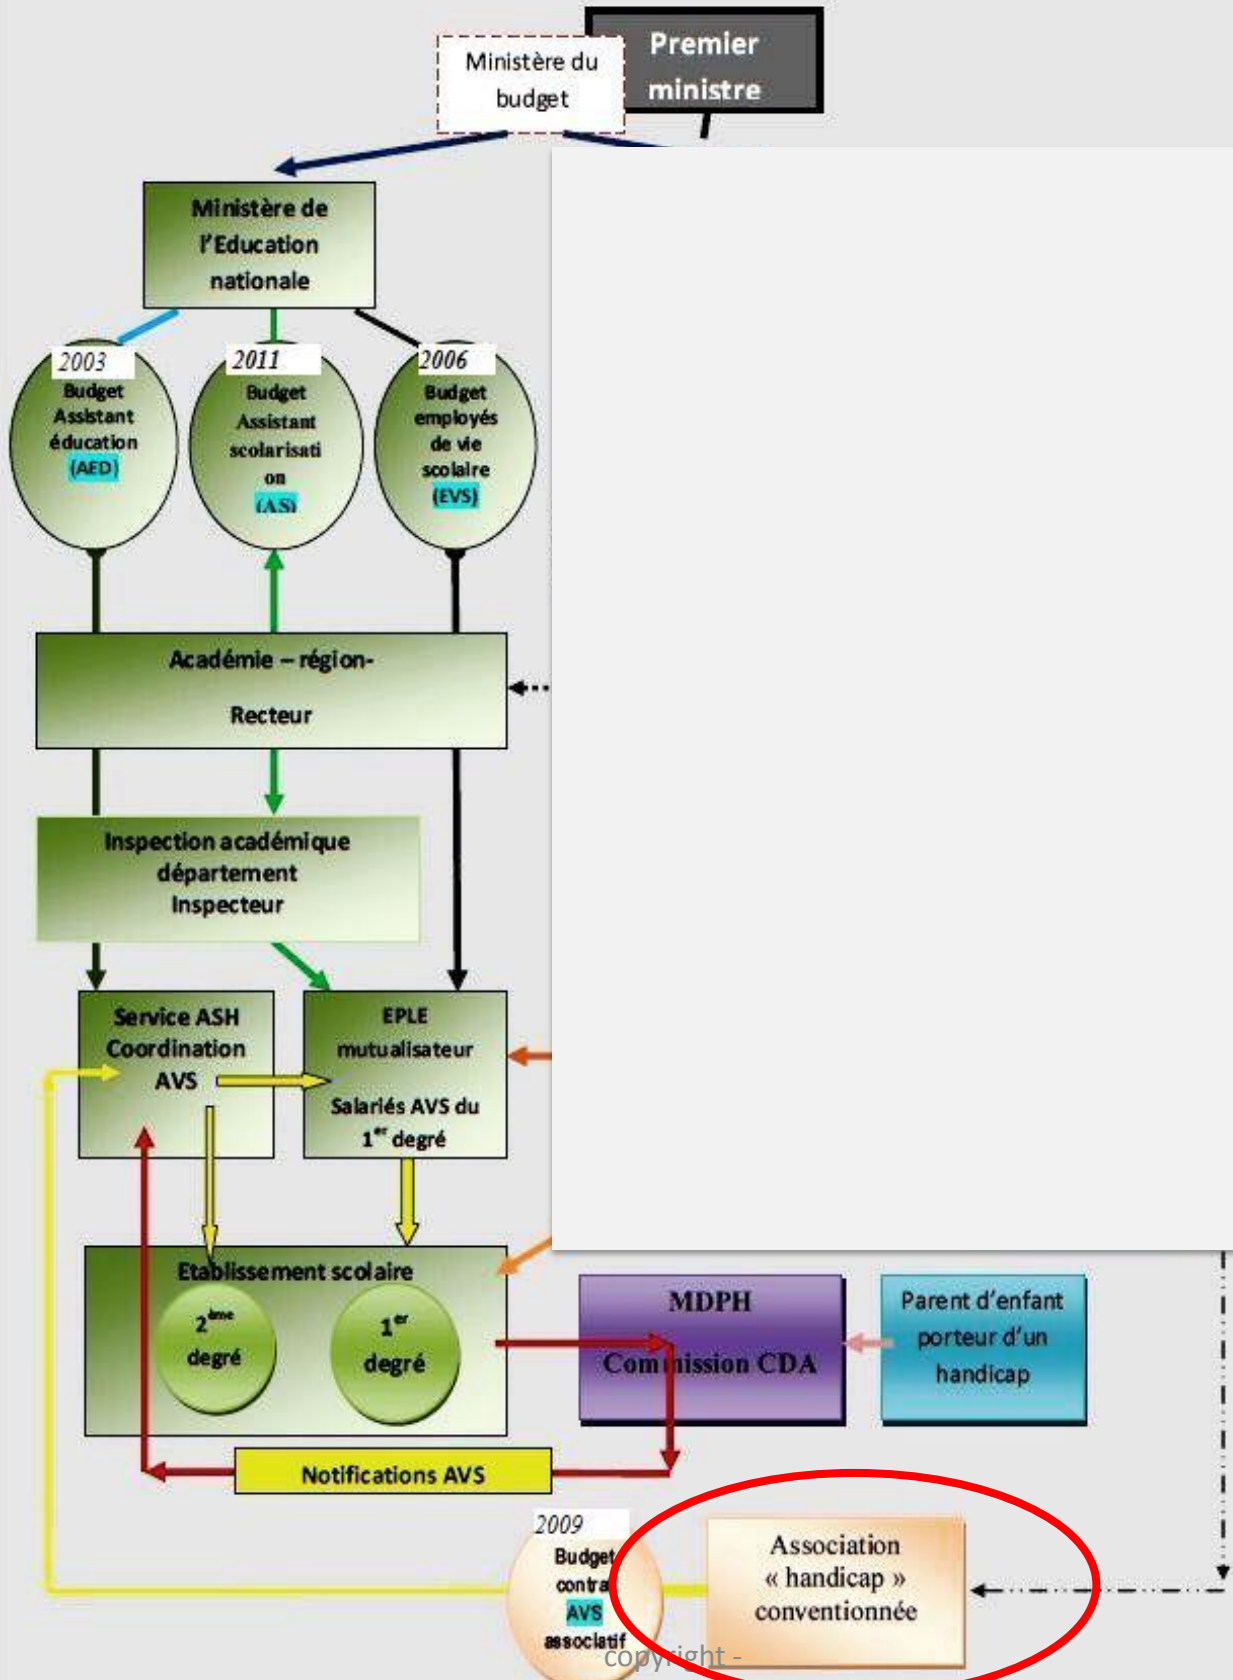 Premier
ministre
Ministère du
budget
Ministère de
l'Education
nationale
2003
Budget
Assistant
éducation
(AED)
2011
Budget
Assistant
scolarisati
on
(AS)
2006
Budget
employés
de vie
scolaire
(EVS)
Académie – région-
Recteur
Inspection académique
département
Inspecteur
Service ASH
Coordination
AVS
EPLE
mutualisateur
Salariés AVS du
1er degré
Etablissement scolaire
2ème
degré
1er
degré
MDPH
Commission CDA
Parent d'enfant
porteur d'un
handicap
Notifications AVS
2009
Budget
contra
AVS
associatif
Association
« handicap »
conventionnée
copyright -